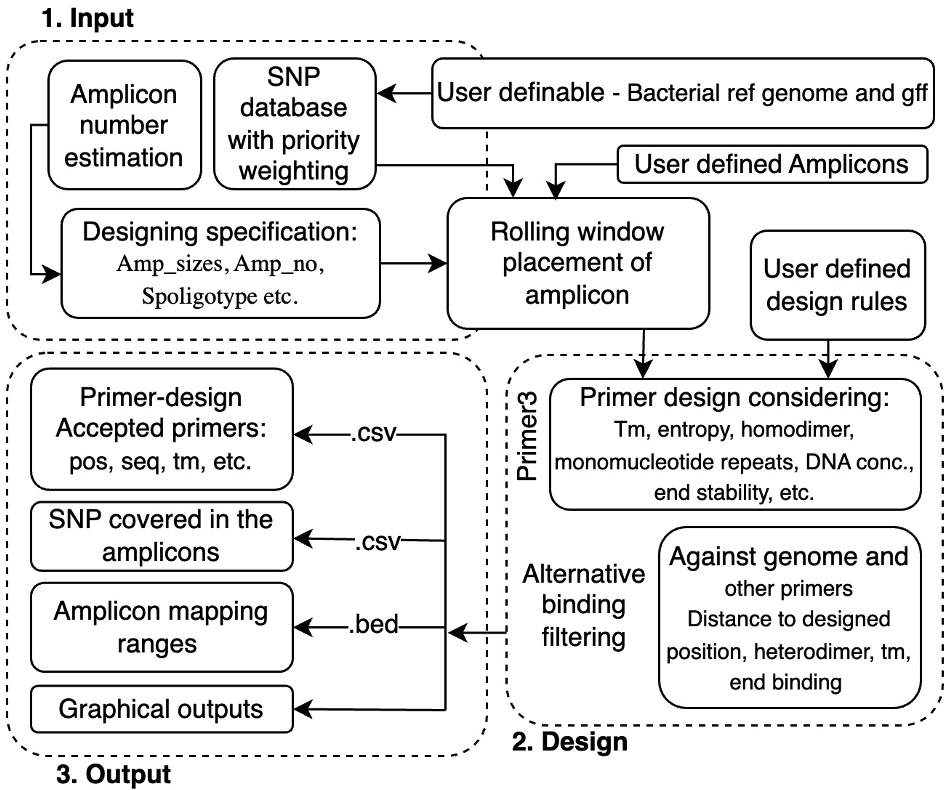 1. Input
Amplicon
number
estimation
SNP
database
with priority
weighting
User definable - Bacterial ref genome and gff
User defined Amplicons
Designing specification:
Amp_sizes, Amp_no,
Spoligotype etc.
Rolling window
placement of
amplicon
User defined
design rules
Primer3
Primer design considering:
Tm, entropy, homodimer,
monomucleotide repeats, DNA conc.,
end stability, etc.
Alternative
binding
filtering
Against genome and
other primers
Distance to designed
position, heterodimer, tm,
end binding
2. Design
Primer-design
Accepted primers:
pos, seq, tm, etc.
.csv
SNP covered in the
amplicons
.csv
Amplicon mapping
ranges
.bed
Graphical outputs
3. Output